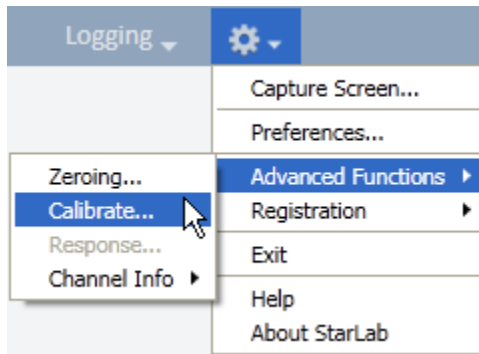 Logging
Capture Screen...
Preferences...
Advanced Functions
Registration
Exit
Help
About StarLab
Zeroing...
Calibrate...
Response...
Channel Info